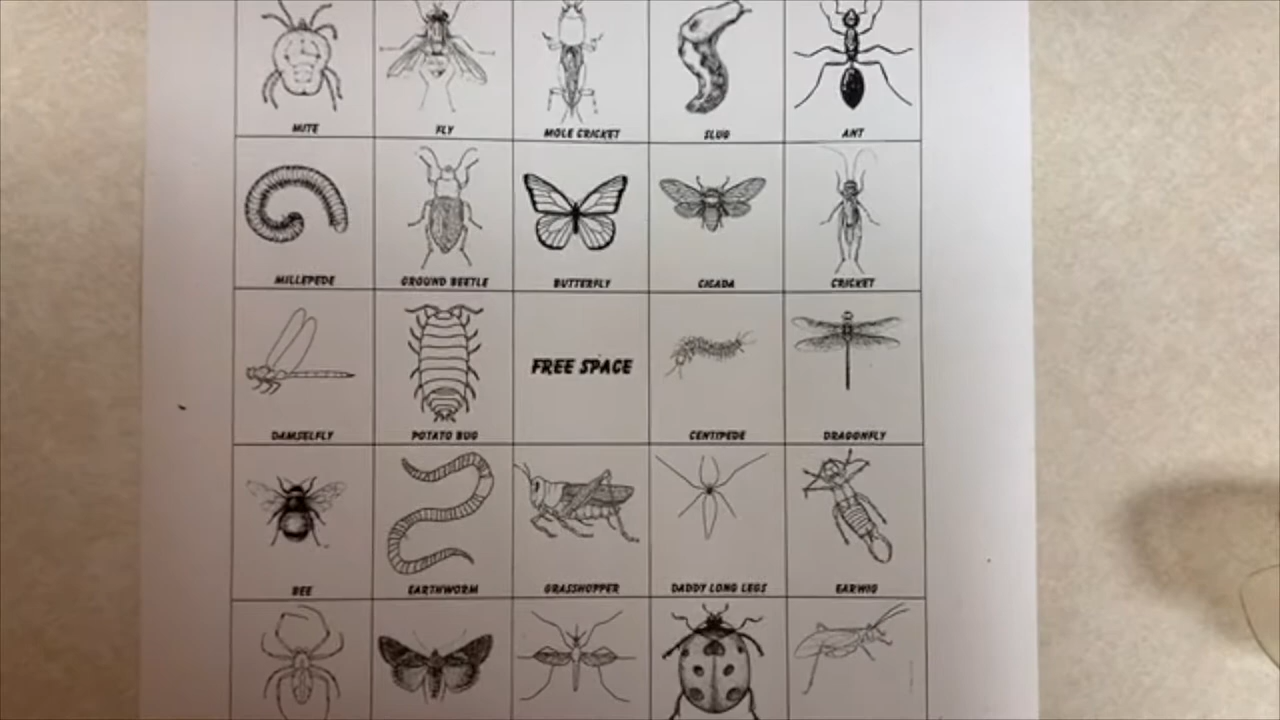 MITE
FLY
MOLE CRICKET
SLUG
ANT
MILLEPEDE
GROUND BEETLE
BUTTERFLY
CICADA
CRICKET
DAMSELFLY
POTATO BUG
FREE SPACE
CENTIPEDE
DRAGONFLY
BEE
EARTHWORM
GRASSHOPPER
DADDY LONG LEGS
EARWIG